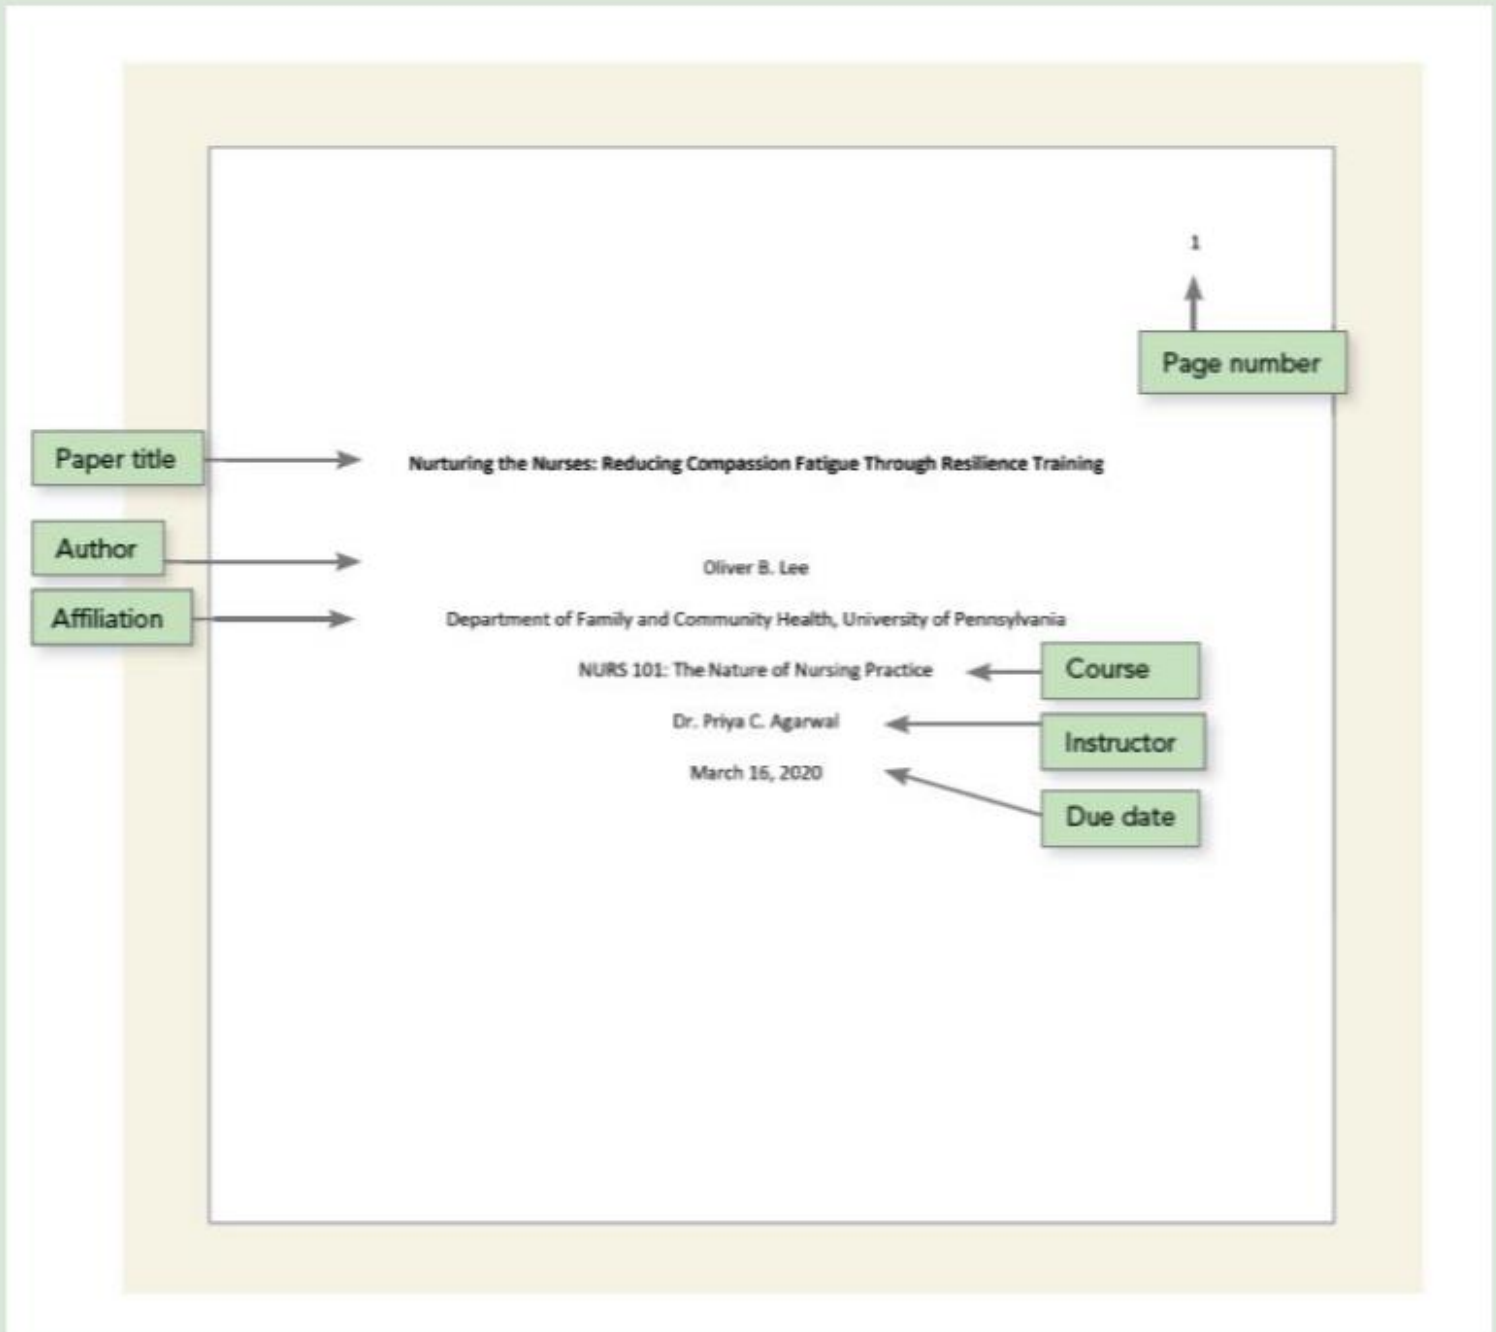 1
Page number
Paper title
Nurturing the Nurses: Reducing Compassion Fatigue Through Resilience Training
Author
Oliver B. Lee
Affiliation
Department of Family and Community Health, University of Pennsylvania
NURS 101: The Nature of Nursing Practice
Course
Dr. Priya C. Agarwal
Instructor
March 16, 2020
Due date